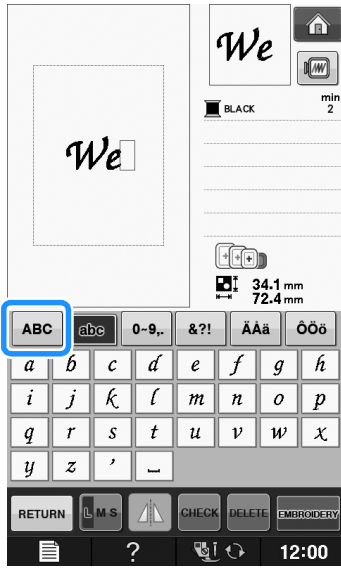 We
We
BLACK
min
2
34.1 mm
72.4 mm
ABC abc 0~9,. &?! ÄÅä ÔÖö
a b c d e f g h
i j k l m n o p
q r s t u v w x
y z ’ ⎵
RETURN L M S CHECK DELETE EMBROIDERY
? 12:00